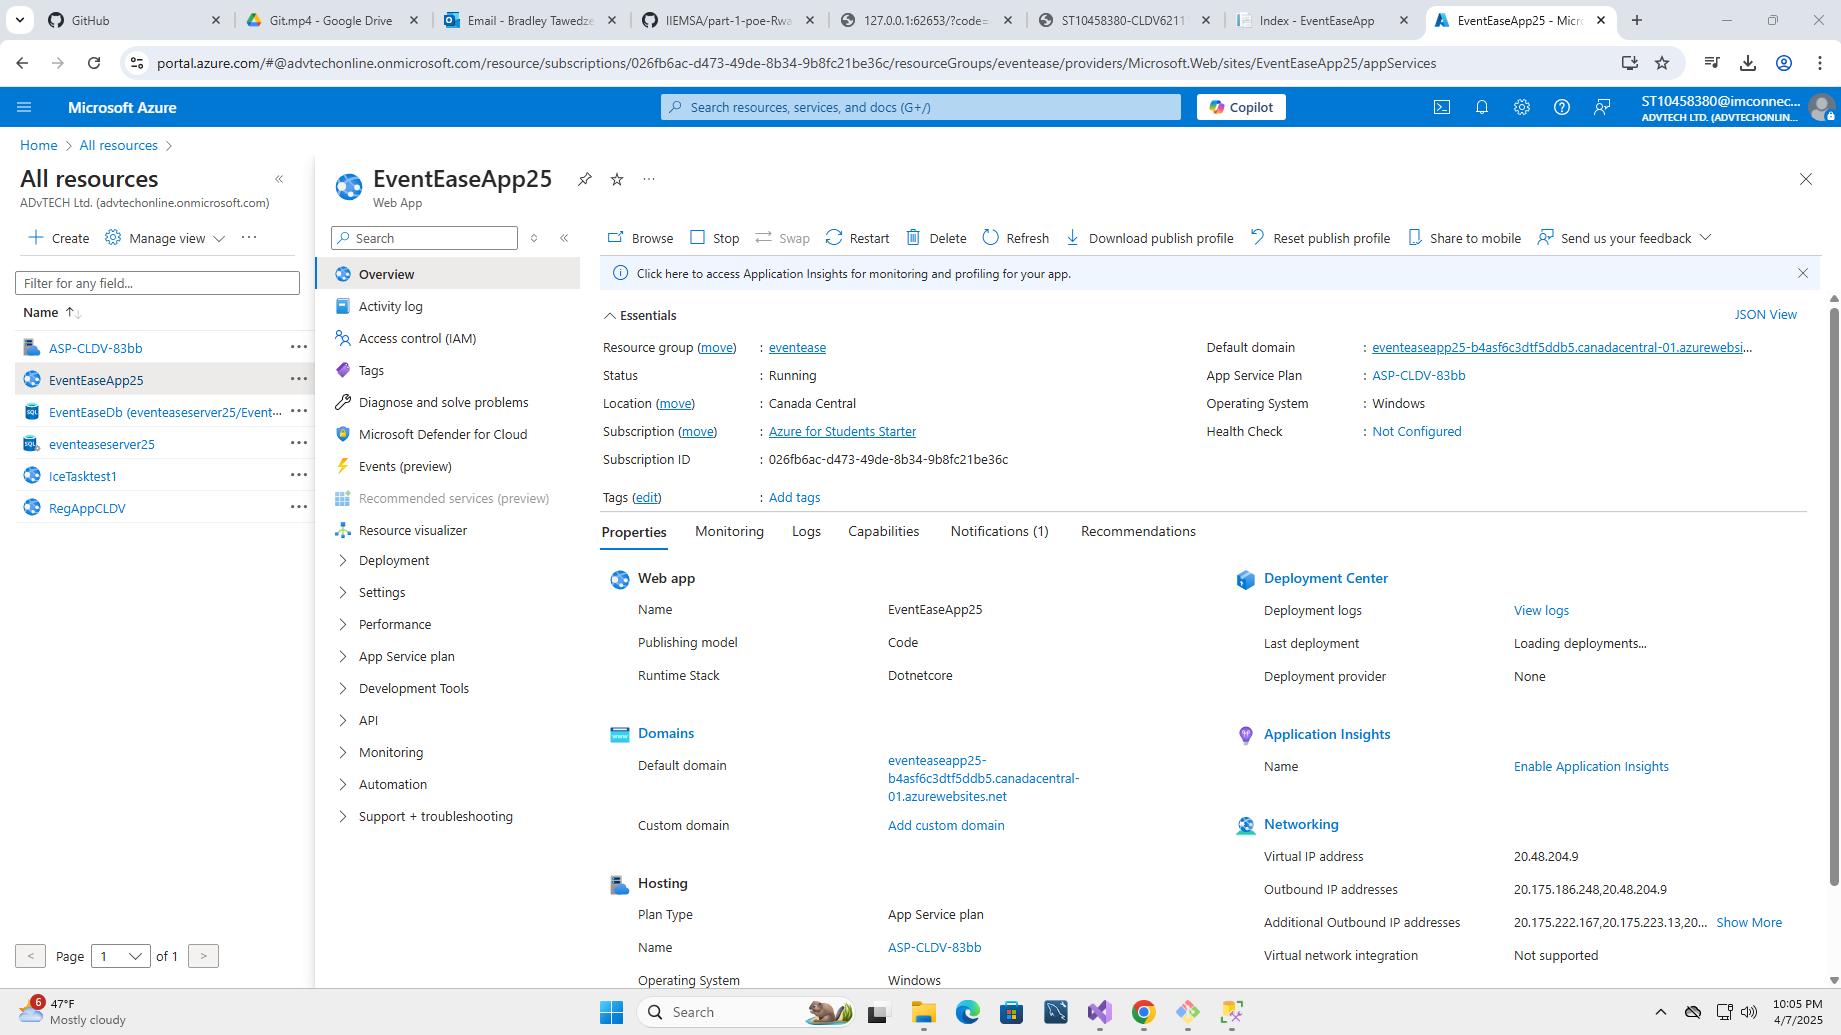 GitHub
Git.mp4 - Google Drive
Email - Bradley Tawedze
IIEMSA/part-1-poe-Rwa
127.0.0.1:62653/?code=
ST10458380-CLDV6211
Index - EventEaseApp
EventEaseApp25 - Micro
portal.azure.com/#@advtechonline.onmicrosoft.com/resource/subscriptions/026fb6ac-d473-49de-8b34-9b8fc21be36c/resourceGroups/eventease/providers/Microsoft.Web/sites/EventEaseApp25/appServices
Microsoft Azure
Search resources, services, and docs (G+/)
Copilot
ST10458380@imconnec...
ADVTECH LTD. (ADVTECHONLIN...
Home
All resources
All resources
ADvTECH Ltd. (advtechonline.onmicrosoft.com)
Create
Manage view
Filter for any field...
Name
ASP-CLDV-83bb
EventEaseApp25
EventEaseDb (eventeaseserver25/Event...
eventeaseserver25
IceTasktest1
RegAppCLDV
< Page 1 of 1 >
EventEaseApp25
Web App
Search
Overview
Activity log
Access control (IAM)
Tags
Diagnose and solve problems
Microsoft Defender for Cloud
Events (preview)
Recommended services (preview)
Resource visualizer
Deployment
Settings
Performance
App Service plan
Development Tools
API
Monitoring
Automation
Support + troubleshooting
Browse
Stop
Swap
Restart
Delete
Refresh
Download publish profile
Reset publish profile
Share to mobile
Send us your feedback
Click here to access Application Insights for monitoring and profiling for your app.
Essentials
JSON View
Resource group (move) : eventease
Status : Running
Location (move) : Canada Central
Subscription (move) : Azure for Students Starter
Subscription ID : 026fb6ac-d473-49de-8b34-9b8fc21be36c
Tags (edit) : Add tags
Default domain : eventeaseapp25-b4asf6c3dtf5ddb5.canadacentral-01.azurewebsi...
App Service Plan : ASP-CLDV-83bb
Operating System : Windows
Health Check : Not Configured
Properties
Monitoring
Logs
Capabilities
Notifications (1)
Recommendations
Web app
Name EventEaseApp25
Publishing model Code
Runtime Stack Dotnetcore
Domains
Default domain eventeaseapp25-
b4asf6c3dtf5ddb5.canadacentral-
01.azurewebsites.net
Custom domain Add custom domain
Hosting
Plan Type App Service plan
Name ASP-CLDV-83bb
Operating System Windows
Deployment Center
Deployment logs View logs
Last deployment Loading deployments...
Deployment provider None
Application Insights
Name Enable Application Insights
Networking
Virtual IP address 20.48.204.9
Outbound IP addresses 20.175.186.248,20.48.204.9
Additional Outbound IP addresses 20.175.222.167,20.175.223.13,20... Show More
Virtual network integration Not supported
6
47°F
Mostly cloudy
Search
10:05 PM
4/7/2025